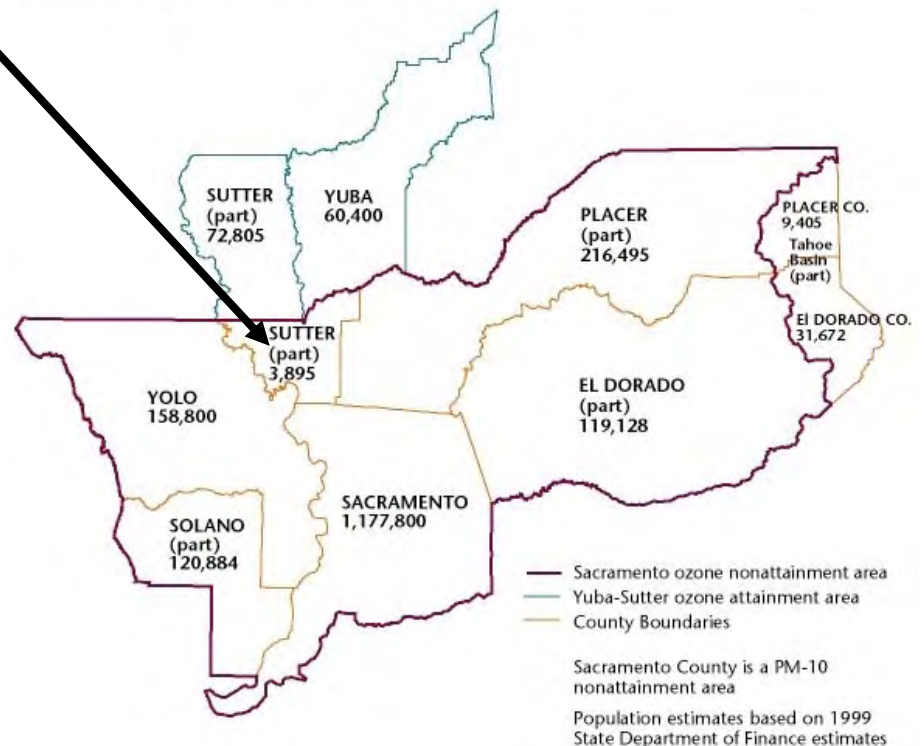 SUTTER
(part)
72,805
YUBA
60,400
PLACER
(part)
216,495
PLACER CO.
9,405
Tahoe
Basin
(part)
El DORADO CO.
31,672
SUTTER
(part)
3,895
YOLO
158,800
EL DORADO
(part)
119,128
SACRAMENTO
1,177,800
SOLANO
(part)
120,884
Sacramento ozone nonattainment area
Yuba-Sutter ozone attainment area
County Boundaries
Sacramento County is a PM-10
nonattainment area
Population estimates based on 1999
State Department of Finance estimates